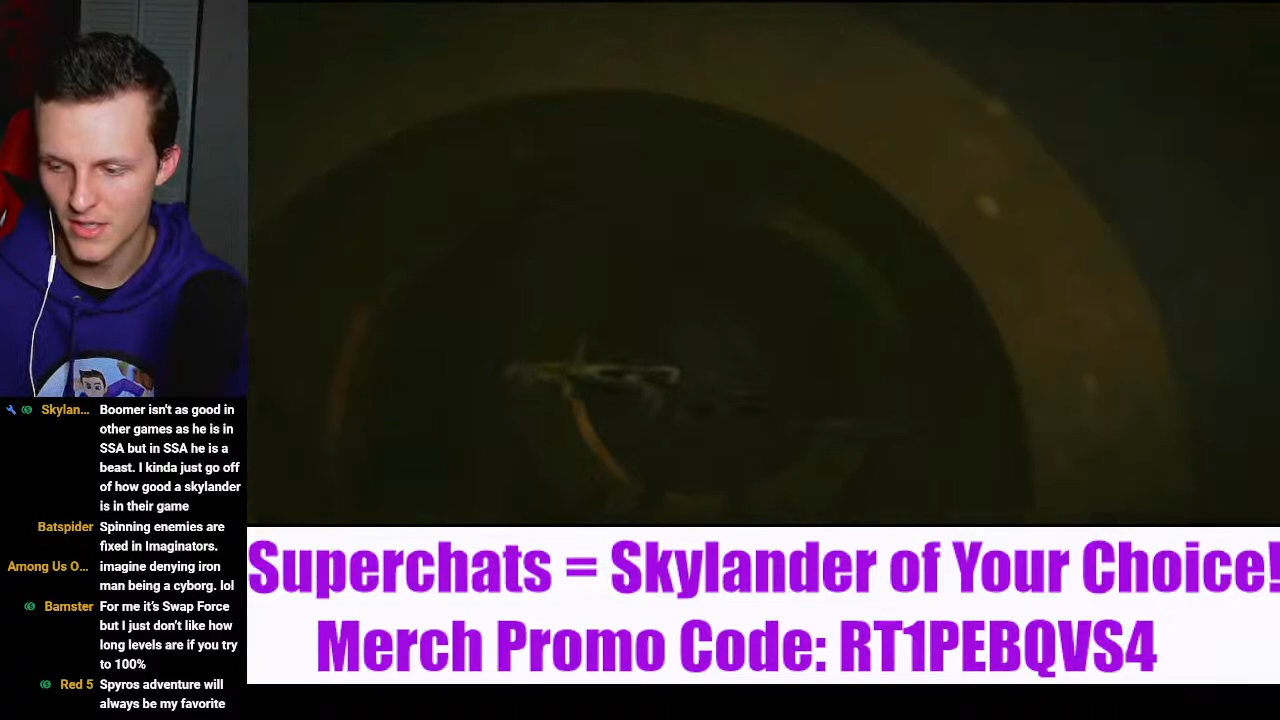 Skylan... Boomer isn't as good in
other games as he is in
SSA but in SSA he is a
beast. I kinda just go off
of how good a skylander
is in their game
Batspider Spinning enemies are
fixed in Imaginators.
Among Us O... imagine denying iron
man being a cyborg. lol
Bamster For me it's Swap Force
but I just don't like how
long levels are if you try
to 100%
Red 5 Spyros adventure will
always be my favorite
Superchats = Skylander of Your Choice!
Merch Promo Code: RT1PEBQVS4